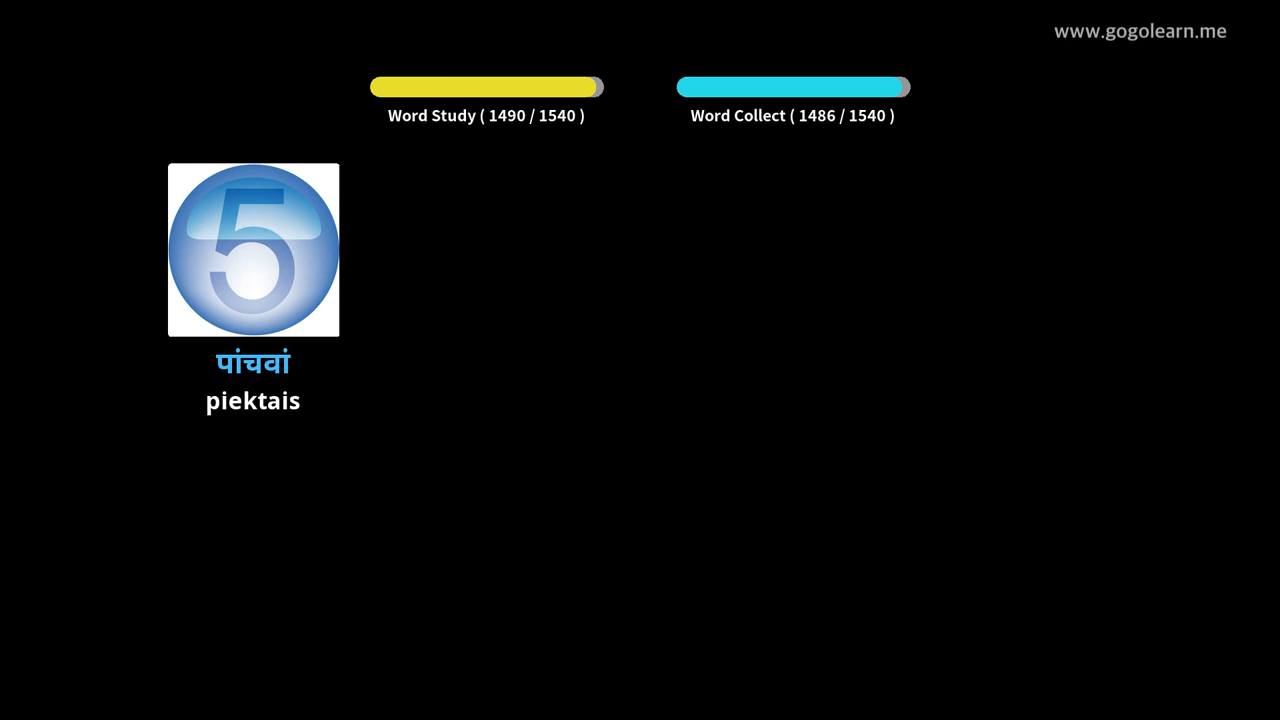 www.gogolearn.me
Word Study ( 1490 / 1540 )
Word Collect ( 1486 / 1540 )
5
पांचवां
piektais